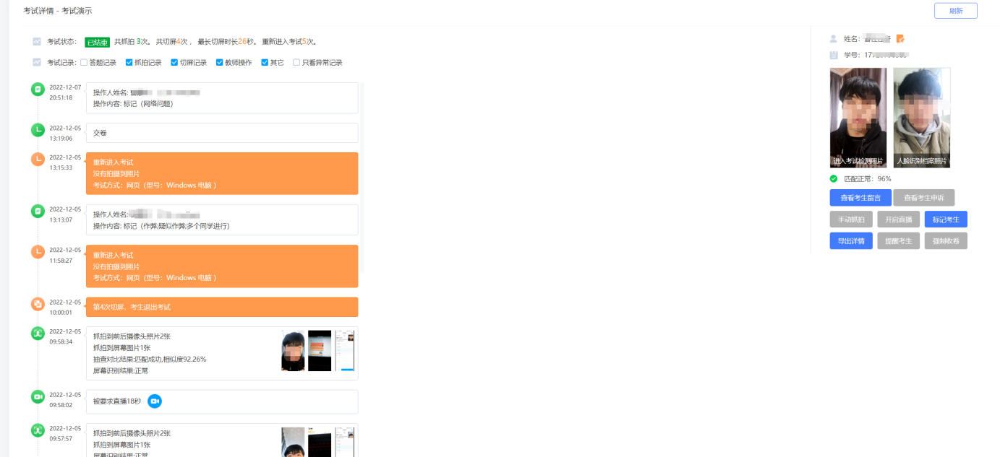 考试详情 - 考试演示
刷新
考试状态： 已结束 共抓拍 3次。 共切屏4次 ， 最长切屏时长26秒。 重新进入考试5次。
考试记录： 答题记录 抓拍记录 切屏记录 教师操作 其它 只看异常记录
2022-12-07
20:51:18
操作人姓名:
操作内容: 标记（网络问题）
2022-12-05
13:19:06
交卷
2022-12-05
13:15:33
重新进入考试
没有拍摄到照片
考试方式：网页（型号：Windows 电脑 ）
2022-12-05
13:13:07
操作人姓名:
操作内容: 标记（作弊;疑似作弊;多个同学进行）
2022-12-05
11:58:27
重新进入考试
没有拍摄到照片
考试方式：网页（型号：Windows 电脑 ）
2022-12-05
10:00:01
第4次切屏，考生退出考试
2022-12-05
09:58:34
抓拍到前后摄像头照片2张
抓拍到屏幕图片1张
抽查对比结果:匹配成功,相似度92.26%
屏幕识别结果:正常
2022-12-05
09:58:02
被要求直播18秒
2022-12-05
09:57:57
抓拍到前后摄像头照片2张
抓拍到屏幕图片1张
屏幕识别结果:正常
姓名:
学号: 17
进入考试检测照片
人脸识别档案照片
匹配正常：96%
查看考生留言
查看考生申诉
手动抓拍
开启直播
标记考生
导出详情
提醒考生
强制收卷